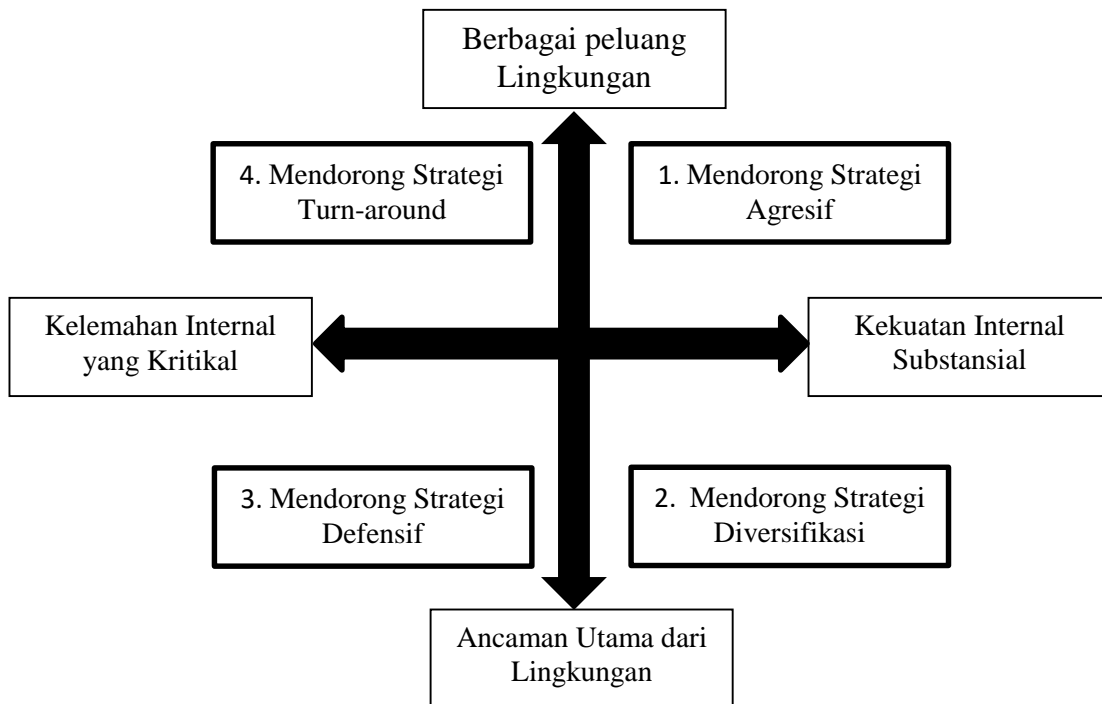 Berbagai peluang
Lingkungan
4. Mendorong Strategi
Turn-around
1. Mendorong Strategi
Agresif
Kelemahan Internal
yang Kritikal
Kekuatan Internal
Substansial
3. Mendorong Strategi
Defensif
2. Mendorong Strategi
Diversifikasi
Ancaman Utama dari
Lingkungan